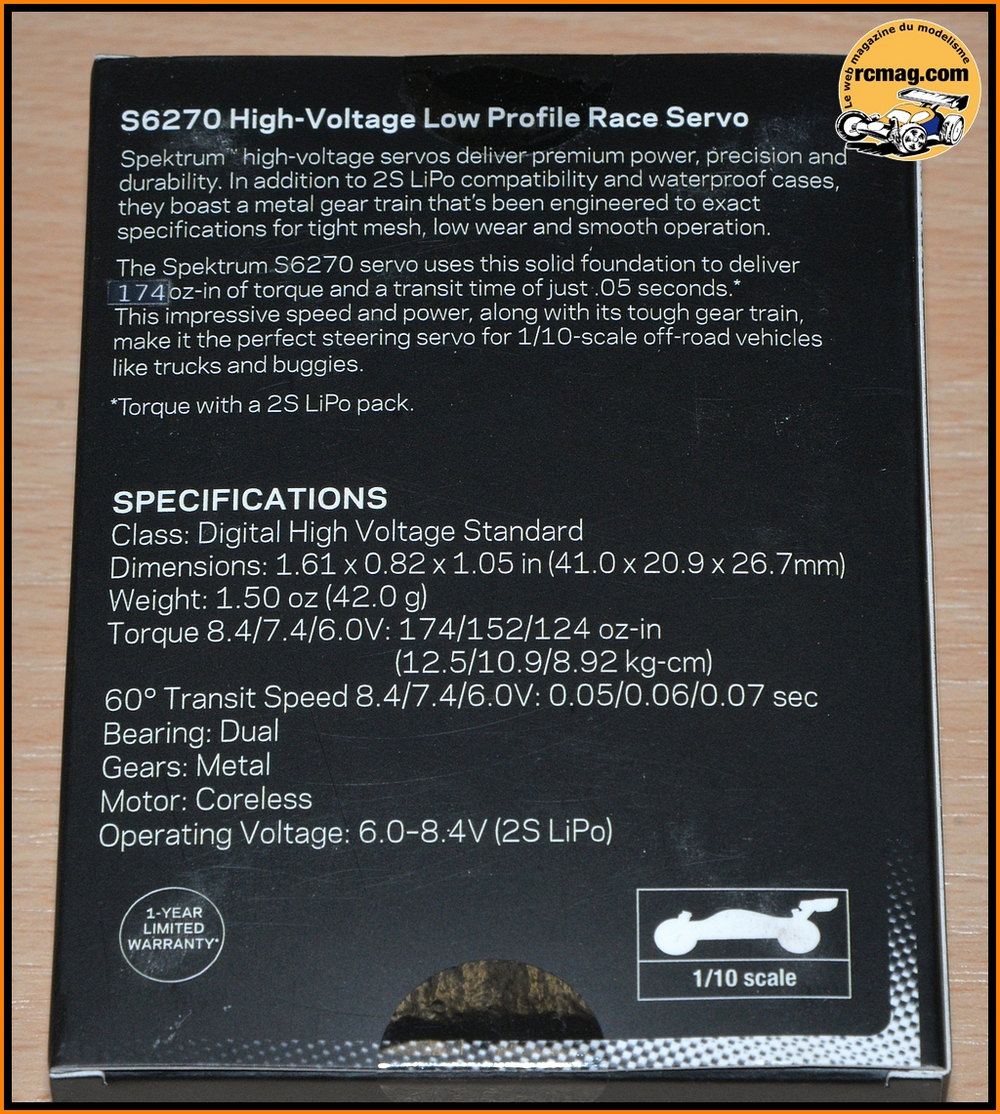 Le web magazine du modelisme
rcmag.com
S6270 High-Voltage Low Profile Race Servo
Spektrum™ high-voltage servos deliver premium power, precision and
durability. In addition to 2S LiPo compatibility and waterproof cases,
they boast a metal gear train that's been engineered to exact
specifications for tight mesh, low wear and smooth operation.
The Spektrum S6270 servo uses this solid foundation to deliver
174 oz-in of torque and a transit time of just .05 seconds.*
This impressive speed and power, along with its tough gear train,
make it the perfect steering servo for 1/10-scale off-road vehicles
like trucks and buggies.
*Torque with a 2S LiPo pack.
SPECIFICATIONS
Class: Digital High Voltage Standard
Dimensions: 1.61 x 0.82 x 1.05 in (41.0 x 20.9 x 26.7mm)
Weight: 1.50 oz (42.0 g)
Torque 8.4/7.4/6.0V: 174/152/124 oz-in
(12.5/10.9/8.92 kg-cm)
60° Transit Speed 8.4/7.4/6.0V: 0.05/0.06/0.07 sec
Bearing: Dual
Gears: Metal
Motor: Coreless
Operating Voltage: 6.0-8.4V (2S LiPo)
1-YEAR
LIMITED
WARRANTY*
1/10 scale